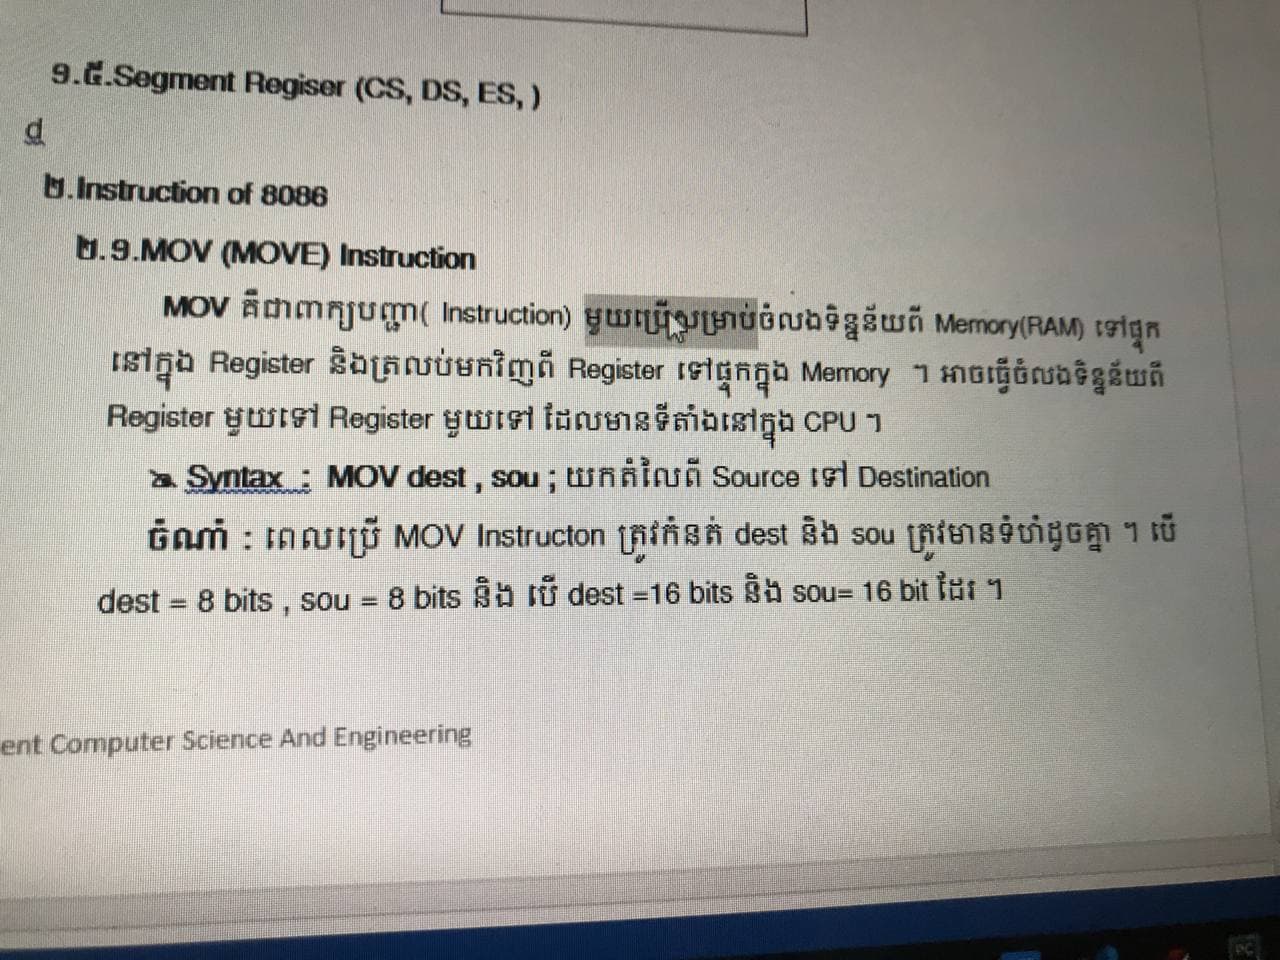 ១.៥.Segment Regiser (CS, DS, ES, )
d
២.Instruction of 8086
២.១.MOV (MOVE) Instruction
MOV គឺជាពាក្យបញ្ជា( Instruction) មួយប្រើសម្រាប់ចំលងទិន្នន័យពី Memory(RAM) ទៅផ្ទុក
នៅក្នុង Register និងត្រលប់មកវិញពី Register ទៅផ្ទុកក្នុង Memory ។ អាចធ្វើចំលងទិន្នន័យពី
Register មួយទៅ Register មួយទៅ ដែលមានទីតាំងនៅក្នុង CPU ។
Syntax : MOV dest , sou ; យកតំលៃពី Source ទៅ Destination
ចំណាំ : ពេលប្រើ MOV Instructon ត្រូវកំនត់ dest និង sou ត្រូវមានទំហំដូចគ្នា ។ បើ
dest = 8 bits , sou = 8 bits និង បើ dest =16 bits និង sou= 16 bit ដែរ ។
ent Computer Science And Engineering
PC